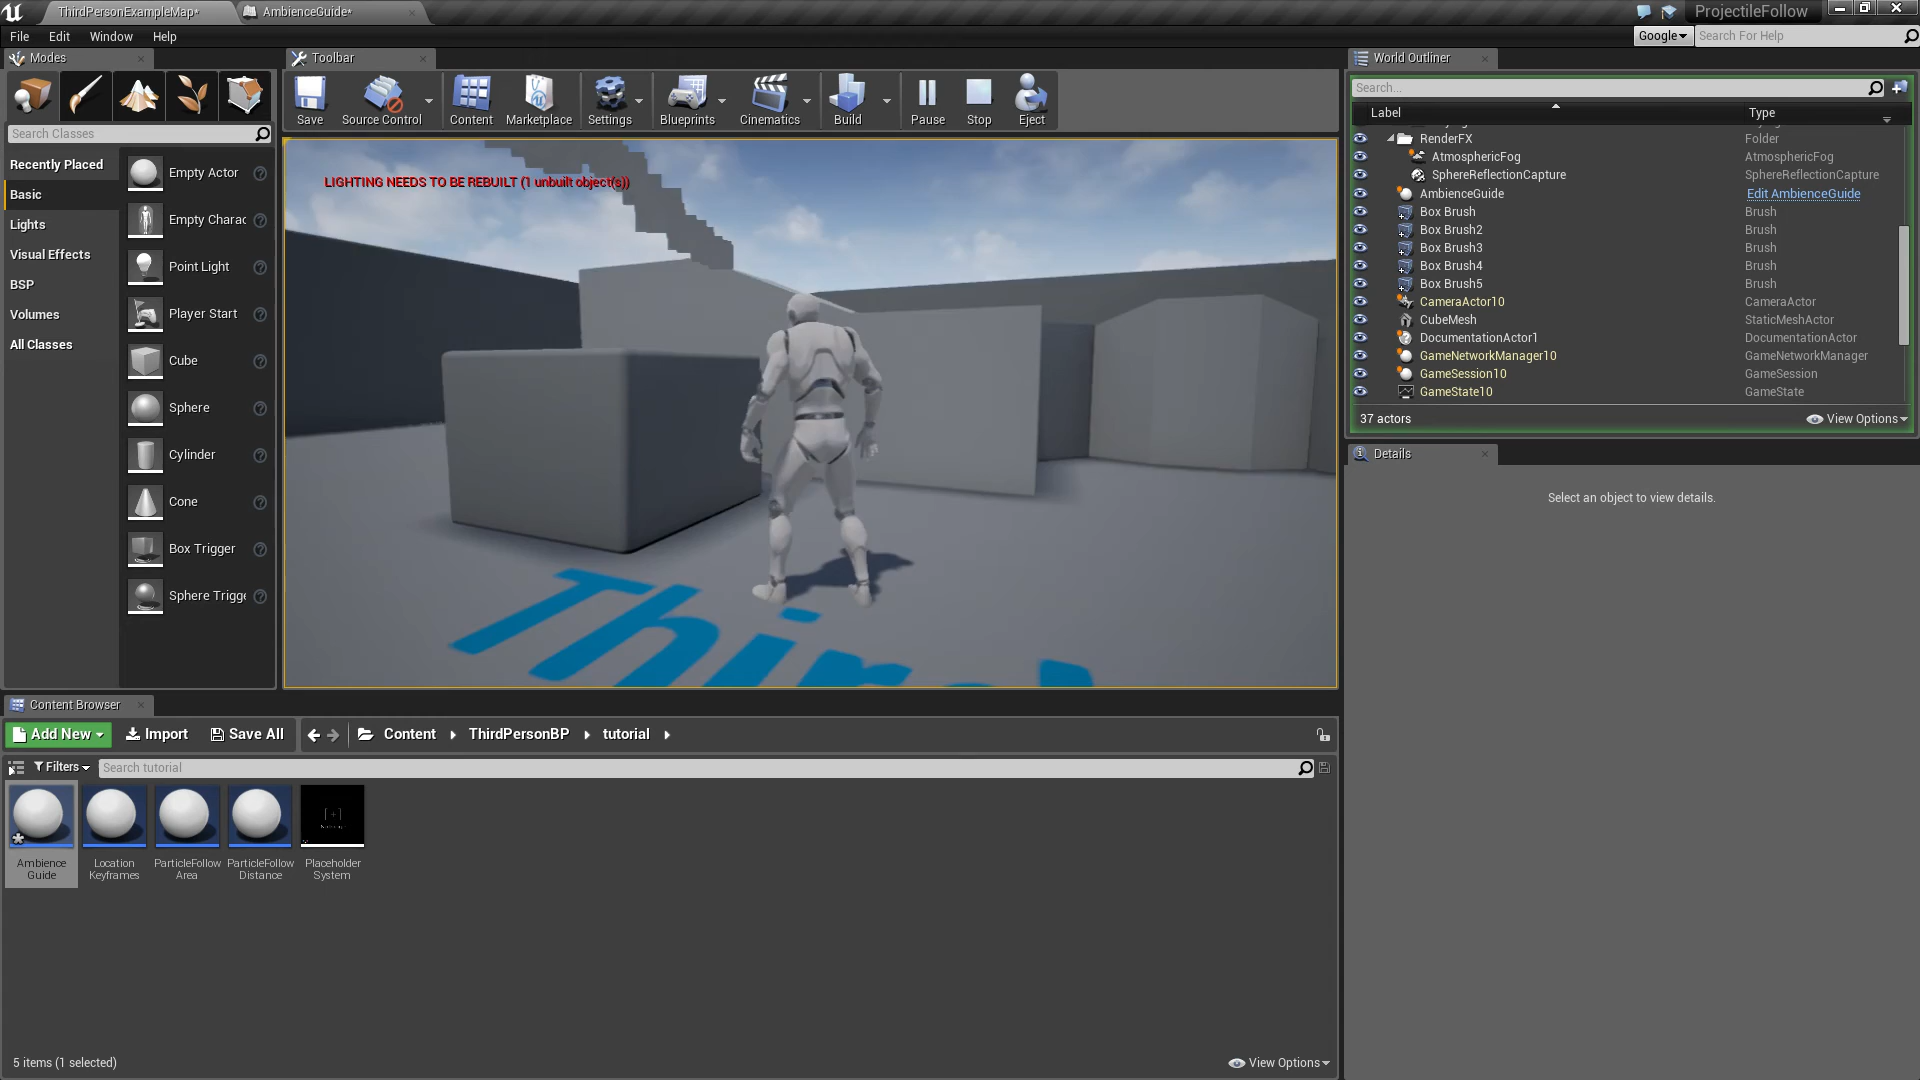 ThirdPersonExampleMap*
AmbienceGuide*
ProjectileFollow
File Edit Window Help
Google
Search For Help
Modes
Toolbar
World Outliner
Save
Source Control
Content
Marketplace
Settings
Blueprints
Cinematics
Build
Pause
Stop
Eject
Search Classes
Recently Placed
Basic
Lights
Visual Effects
BSP
Volumes
All Classes
Empty Actor
Empty Charac
Point Light
Player Start
Cube
Sphere
Cylinder
Cone
Box Trigger
Sphere Trigge
LIGHTING NEEDS TO BE REBUILT (1 unbuilt object(s))
Search...
Label Type
RenderFX Folder
AtmosphericFog AtmosphericFog
SphereReflectionCapture SphereReflectionCapture
AmbienceGuide Edit AmbienceGuide
Box Brush Brush
Box Brush2 Brush
Box Brush3 Brush
Box Brush4 Brush
Box Brush5 Brush
CameraActor10 CameraActor
CubeMesh StaticMeshActor
DocumentationActor1 DocumentationActor
GameNetworkManager10 GameNetworkManager
GameSession10 GameSession
GameState10 GameState
37 actors
View Options
Details
Select an object to view details.
Content Browser
Add New Import Save All Content ThirdPersonBP tutorial
Filters
Search tutorial
Ambience
Guide
Location
Keyframes
ParticleFollow
Area
ParticleFollow
Distance
Placeholder
System
5 items (1 selected)
View Options